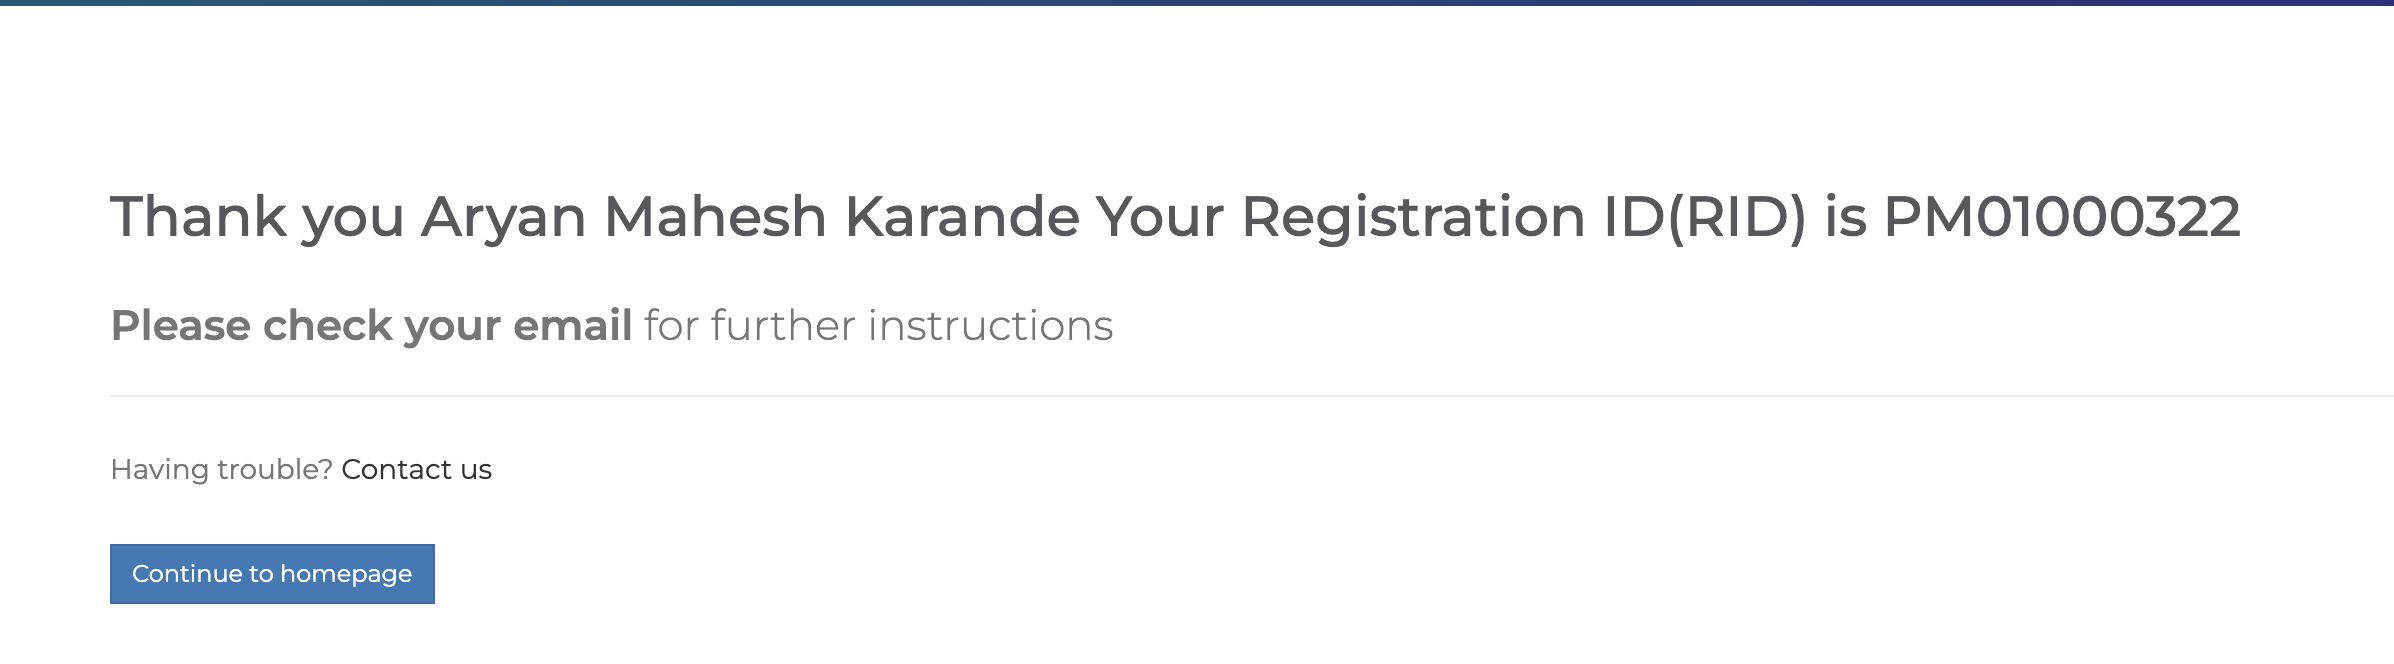 Thank you Aryan Mahesh Karande Your Registration ID(RID) is PM01000322
Please check your email for further instructions
Having trouble? Contact us
Continue to homepage